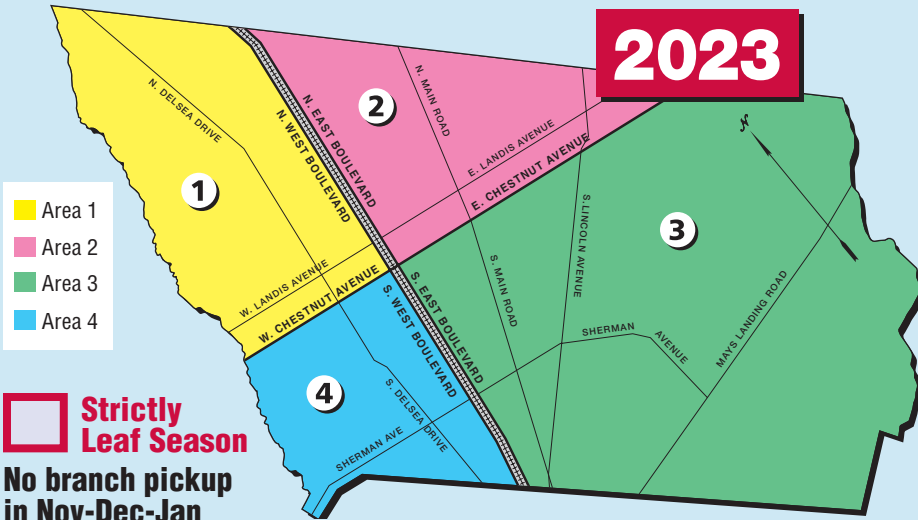 2023
N
N. DELSEA DRIVE
N. WEST BOULEVARD
N. EAST BOULEVARD
N. MAIN ROAD
E. LANDIS AVENUE
E. CHESTNUT AVENUE
S.LINCOLN AVENUE
1
2
3
4
Area 1
Area 2
Area 3
Area 4
W. LANDIS AVENUE
W. CHESTNUT AVENUE
S. EAST BOULEVARD
S. WEST BOULEVARD
S. MAIN ROAD
SHERMAN
AVENUE
MAYS LANDING ROAD
S. DELSEA DRIVE
SHERMAN AVE
Strictly
Leaf Season
No branch pickup
in Nov-Dec-Jan